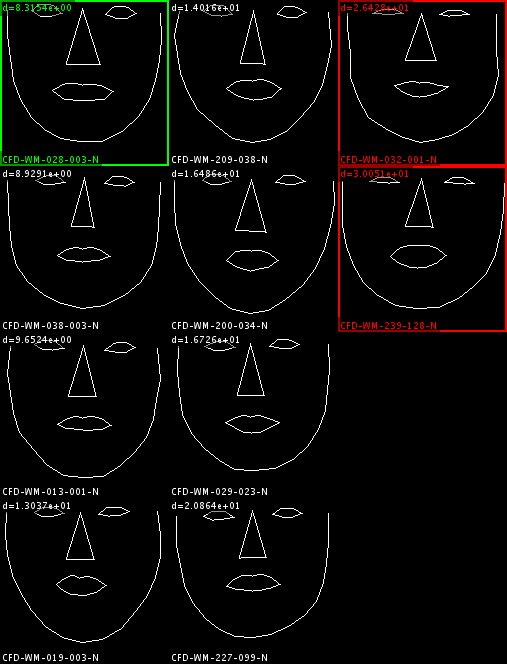 d=8.3154e+00
d=1.4016e+01
d=2.6428e+01
CFD-WM-028-003-N
CFD-WM-209-038-N
CFD-WM-032-001-N
d=8.9291e+00
d=1.6486e+01
d=3.0051e+01
CFD-WM-038-003-N
CFD-WM-200-034-N
CFD-WM-239-128-N
d=9.6524e+00
d=1.6726e+01
CFD-WM-013-001-N
CFD-WM-029-023-N
d=1.3037e+01
d=2.0864e+01
CFD-WM-019-003-N
CFD-WM-227-099-N